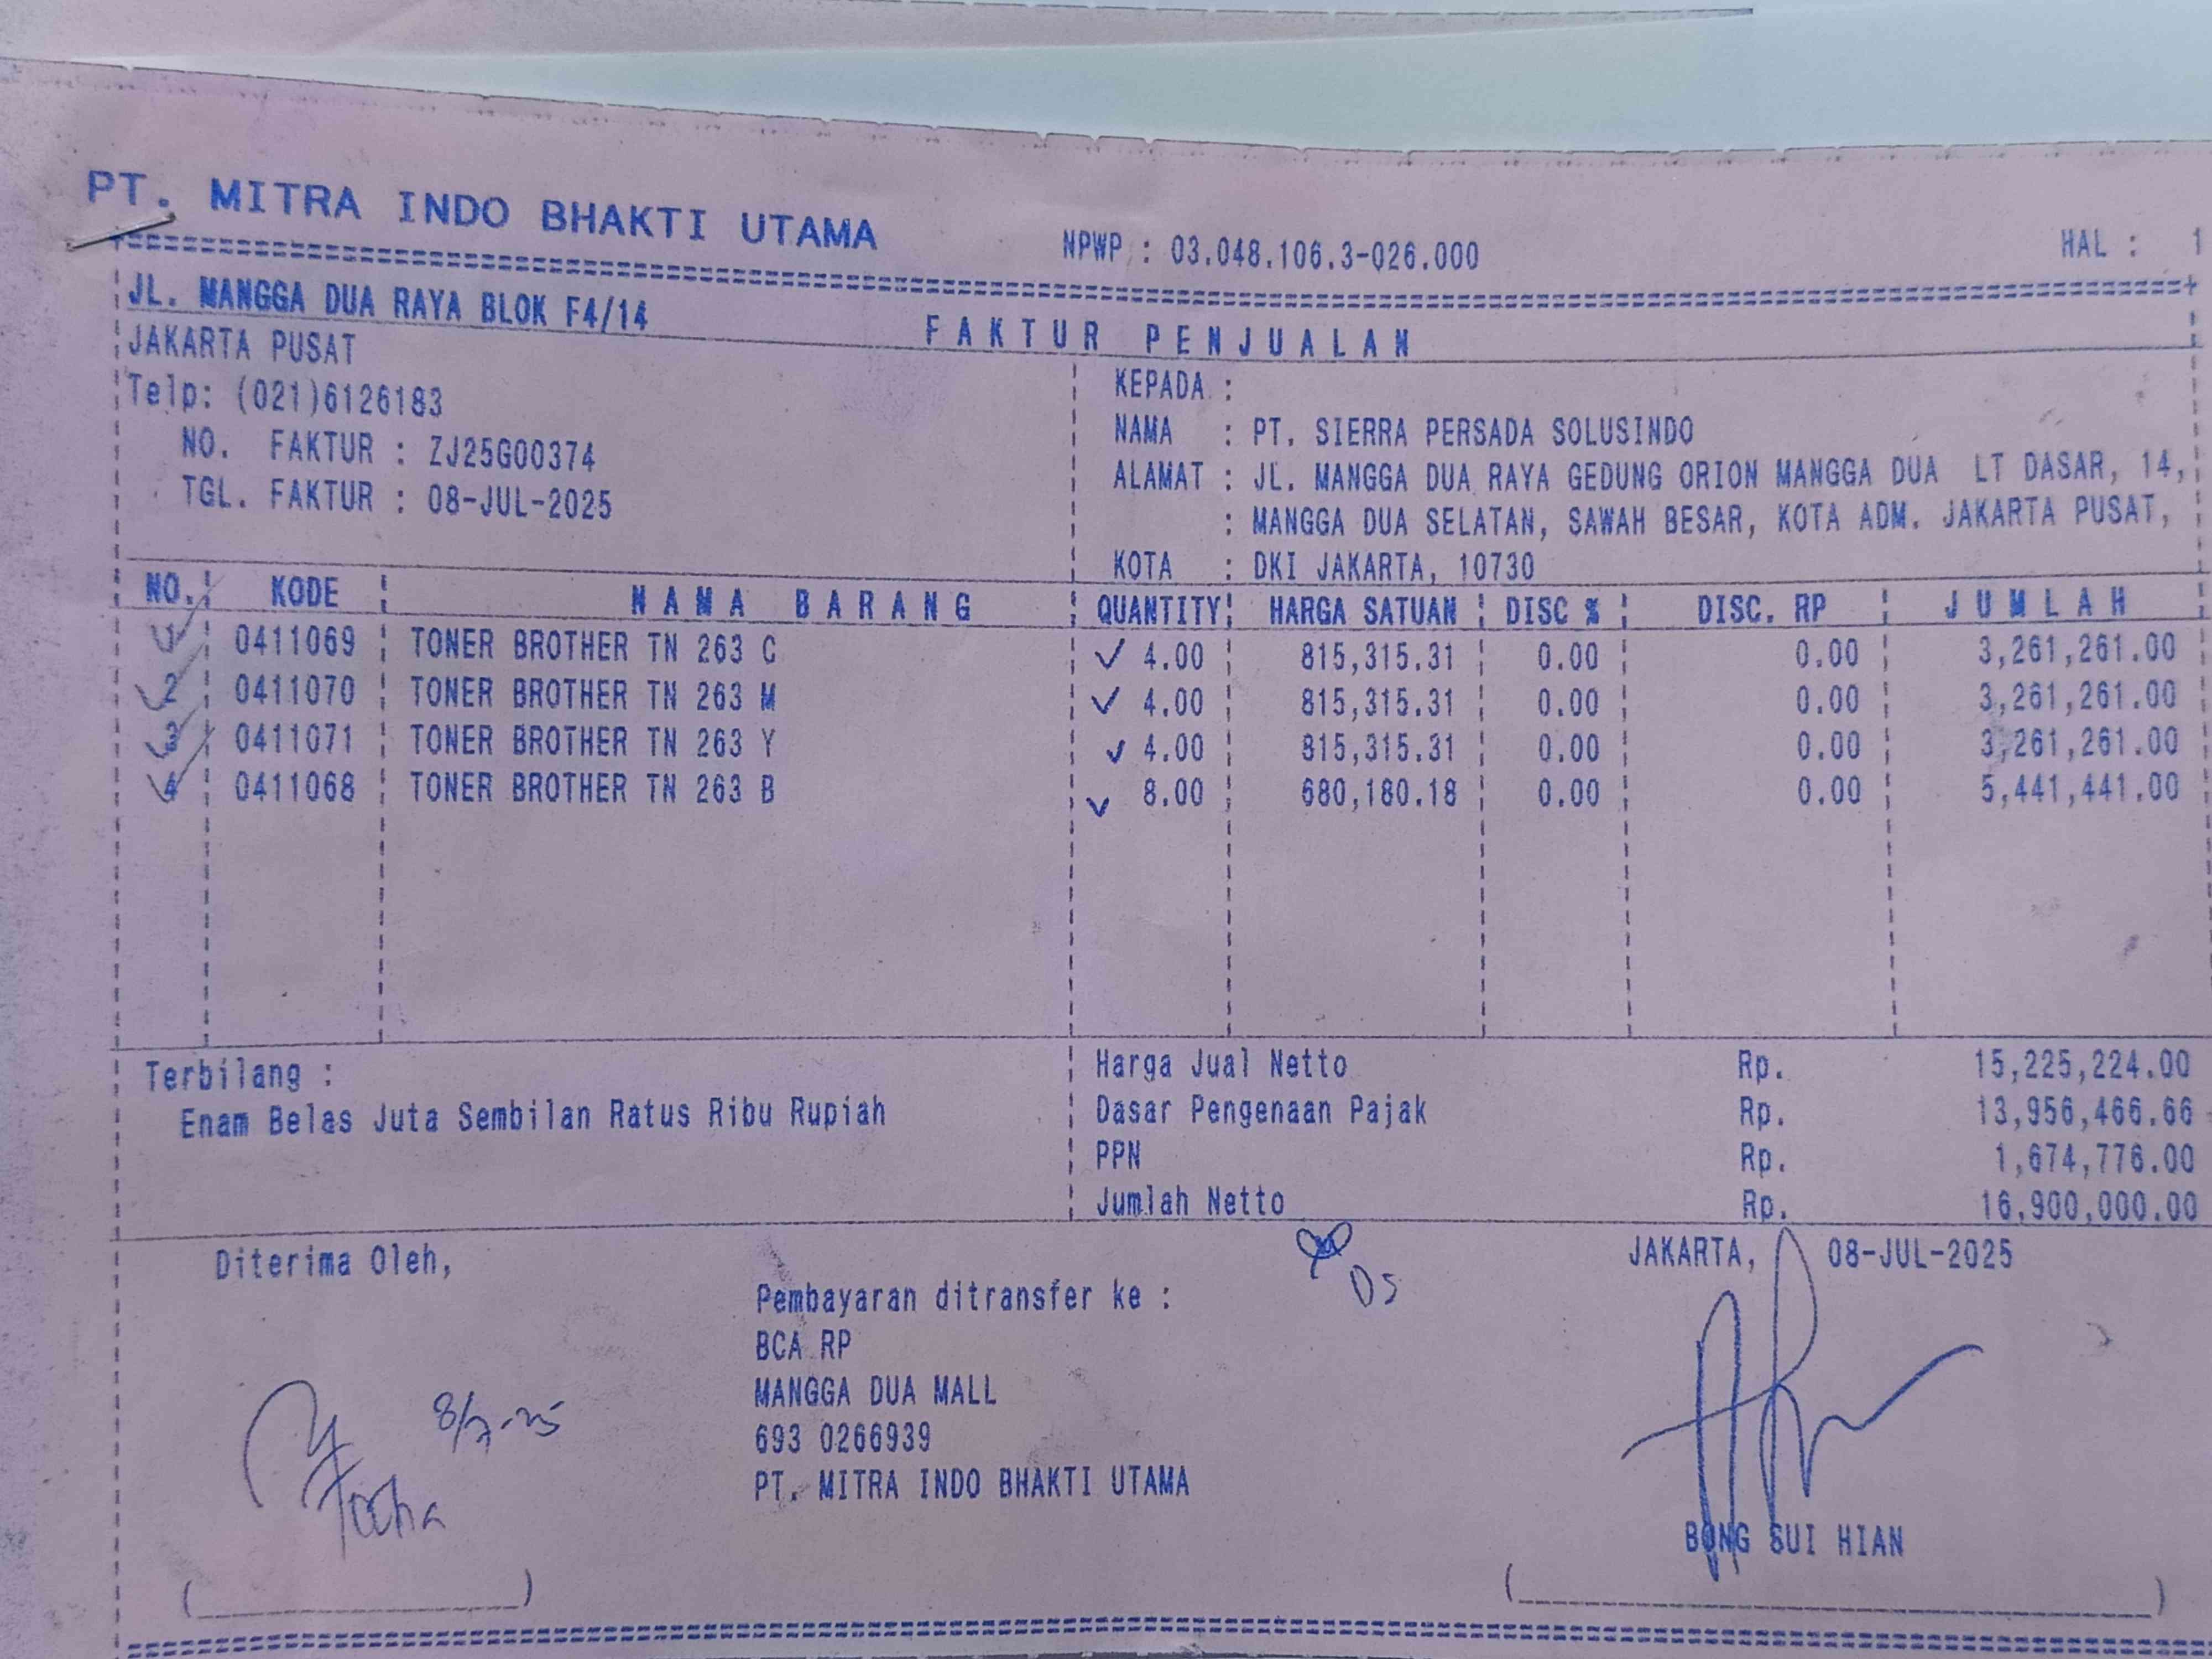 PT. MITRA INDO BHAKTI UTAMA
NPWP : 03.048.106.3-026.000 HAL : 1
JL. MANGGA DUA RAYA BLOK F4/14
FAKTUR PENJUALAN
JAKARTA PUSAT
Telp: (021)6126183
NO. FAKTUR : ZJ25G00374
TGL. FAKTUR : 08-JUL-2025
KEPADA :
NAMA : PT. SIERRA PERSADA SOLUSINDO
ALAMAT : JL. MANGGA DUA RAYA GEDUNG ORION MANGGA DUA LT DASAR, 14,
: MANGGA DUA SELATAN, SAWAH BESAR, KOTA ADM. JAKARTA PUSAT,
KOTA : DKI JAKARTA, 10730
NO. KODE NAMA BARANG QUANTITY HARGA SATUAN DISC % DISC. RP JUMLAH
1 0411069 TONER BROTHER TN 263 C 4.00 815,315.31 0.00 0.00 3,261,261.00
2 0411070 TONER BROTHER TN 263 M 4.00 815,315.31 0.00 0.00 3,261,261.00
3 0411071 TONER BROTHER TN 263 Y 4.00 815,315.31 0.00 0.00 3,261,261.00
4 0411068 TONER BROTHER TN 263 B 8.00 680,180.18 0.00 0.00 5,441,441.00
Terbilang :
Enam Belas Juta Sembilan Ratus Ribu Rupiah
Harga Jual Netto Rp. 15,225,224.00
Dasar Pengenaan Pajak Rp. 13,956,466.66
PPN Rp. 1,674,776.00
Jumlah Netto Rp. 16,900,000.00
Diterima Oleh,
8/7-25
Pembayaran ditransfer ke :
BCA RP
MANGGA DUA MALL
693 0266939
PT. MITRA INDO BHAKTI UTAMA
JAKARTA, 08-JUL-2025
BONG SUI HIAN